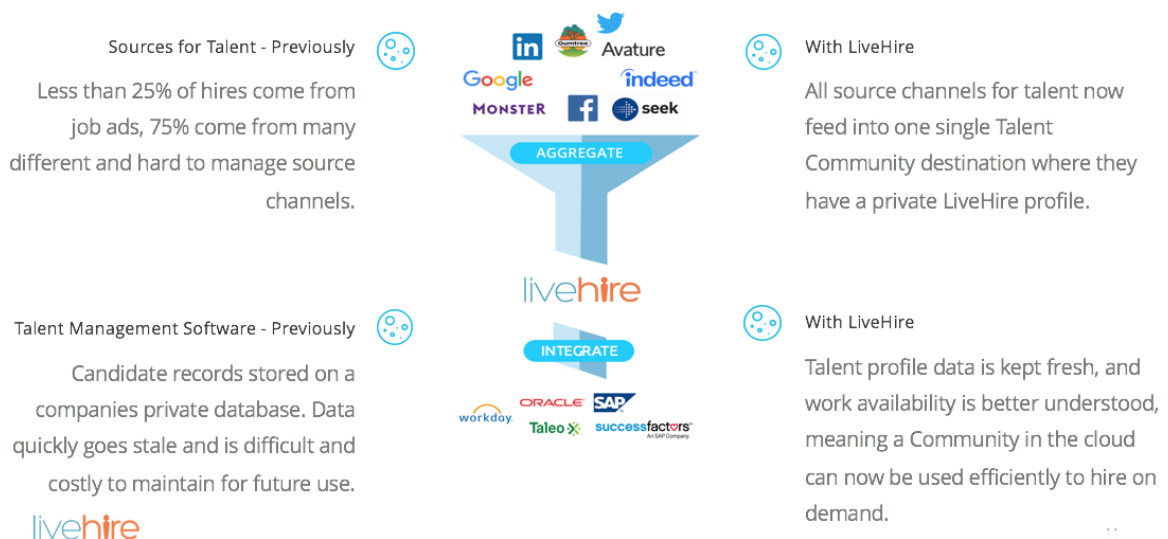 Sources for Talent - Previously
Less than 25% of hires come from
job ads, 75% come from many
different and hard to manage source
channels.
in
Gumtree
Avature
Google
indeed
MONSTER
f
seek
AGGREGATE
With LiveHire
All source channels for talent now
feed into one single Talent
Community destination where they
have a private LiveHire profile.
livehire
Talent Management Software - Previously
Candidate records stored on a
companies private database. Data
quickly goes stale and is difficult and
costly to maintain for future use.
INTEGRATE
workday.
ORACLE
SAP
Taleo
successfactors
An SAP Company
With LiveHire
Talent profile data is kept fresh, and
work availability is better understood,
meaning a Community in the cloud
can now be used efficiently to hire on
demand.
livehire